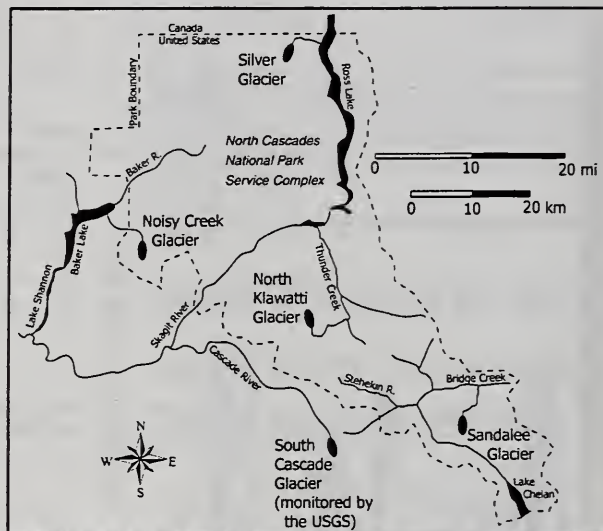 Canada
United States
Park Boundary
Silver
Glacier
Ross Lake
North Cascades
National Park
Service Complex
0 10 20 mi
0 10 20 km
Baker R.
Noisy Creek
Glacier
Baker Lake
Lake Shannon
Thunder Creek
North
Klawatti
Glacier
Skagit River
Cascade River
Stehekin R.
Bridge Creek
Sandalee
Glacier
N
W E
S
South
Cascade
Glacier
(monitored by
the USGS)
Lake
Chelan